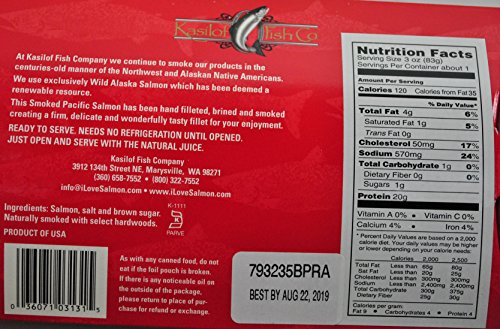 Kasilof Fish Co
At Kasilof Fish Company we continue to smoke our products in the
centuries-old manner of the Northwest and Alaskan Native Americans.
We use exclusively Wild Alaska Salmon which has been deemed a
renewable resource.
This Smoked Pacific Salmon has been hand filleted, brined and smoked
creating a firm, delicate and wonderfully tasty fillet for your enjoyment.
READY TO SERVE. NEEDS NO REFRIGERATION UNTIL OPENED.
JUST OPEN AND SERVE WITH THE NATURAL JUICE.
Kasilof Fish Company
3912 134th Street NE, Marysville, WA 98271
(360) 658-7552 • (800) 322-7552
www.iLoveSalmon.com • info@iLoveSalmon.com
Ingredients: Salmon, salt and brown sugar.
Naturally smoked with select hardwoods.
K-1111
K
PARVE
PRODUCT OF USA
0 36071 03131 5
As with any canned food, do not
eat if the foil pouch is broken.
If there is any noticeable oil on
the outside of the package,
please return to place of pur-
chase for refund or exchange.
793235BPRA
BEST BY AUG 22, 2019
Nutrition Facts
Serving Size 3 oz (83g)
Servings Per Container about 1
Amount Per Serving
Calories 120 Calories from Fat 35
% Daily Value*
Total Fat 4g 6%
Saturated Fat 1g 5%
Trans Fat 0g
Cholesterol 50mg 17%
Sodium 570mg 24%
Total Carbohydrate 1g 0%
Dietary Fiber 0g 0%
Sugars 1g
Protein 20g
Vitamin A 0% • Vitamin C 0%
Calcium 4% • Iron 4%
* Percent Daily Values are based on a 2,000
calorie diet. Your daily values may be higher
or lower depending on your calorie needs.
Calories 2,000 2,500
Total Fat Less than 65g 80g
Sat Fat Less than 20g 25g
Cholesterol Less than 300mg 300mg
Sodium Less than 2,400mg 2,400mg
Total Carbohydrate 300g 375g
Dietary Fiber 25g 30g
Calories per gram:
Fat 9 • Carbohydrates 4 • Protein 4